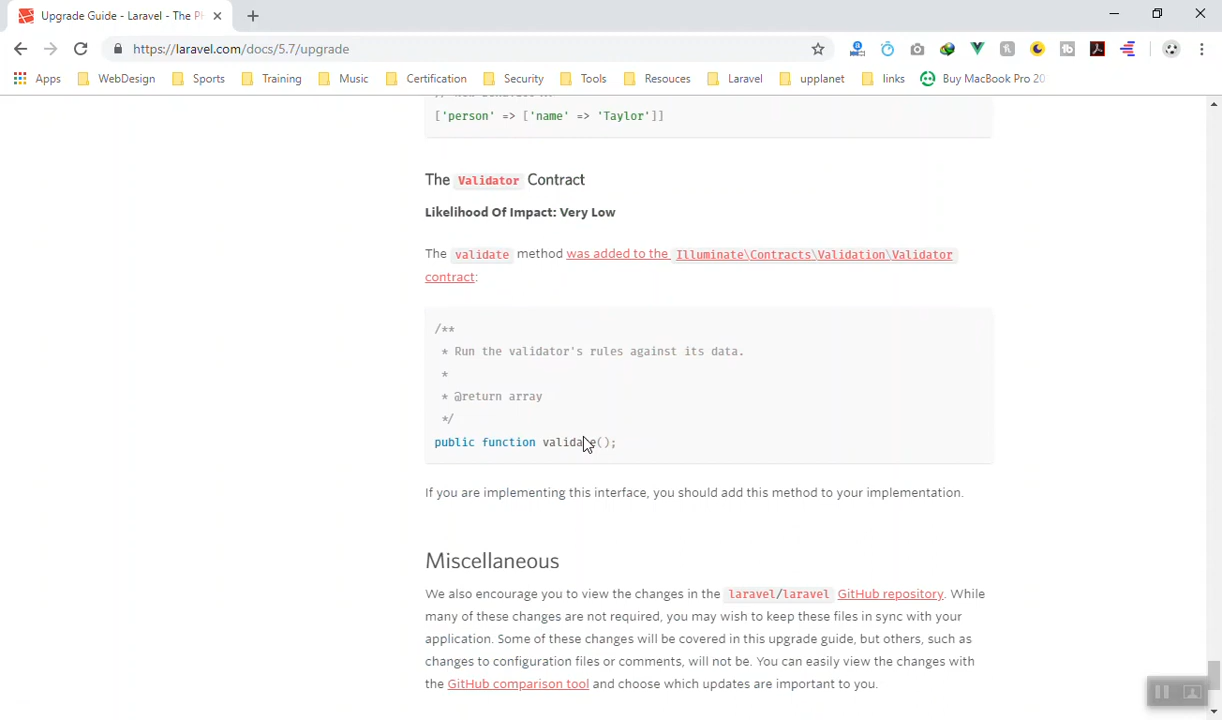 Upgrade Guide - Laravel - The P
https://laravel.com/docs/5.7/upgrade
Apps WebDesign Sports Training Music Certification Security Tools Resouces Laravel upplanet links Buy MacBook Pro 20
['person' => ['name' => 'Taylor']]
The Validator Contract
Likelihood Of Impact: Very Low
The validate method was added to the Illuminate\Contracts\Validation\Validator
contract:
/**
* Run the validator's rules against its data.
*
* @return array
*/
public function validate();
If you are implementing this interface, you should add this method to your implementation.
Miscellaneous
We also encourage you to view the changes in the laravel/laravel GitHub repository. While
many of these changes are not required, you may wish to keep these files in sync with your
application. Some of these changes will be covered in this upgrade guide, but others, such as
changes to configuration files or comments, will not be. You can easily view the changes with
the GitHub comparison tool and choose which updates are important to you.